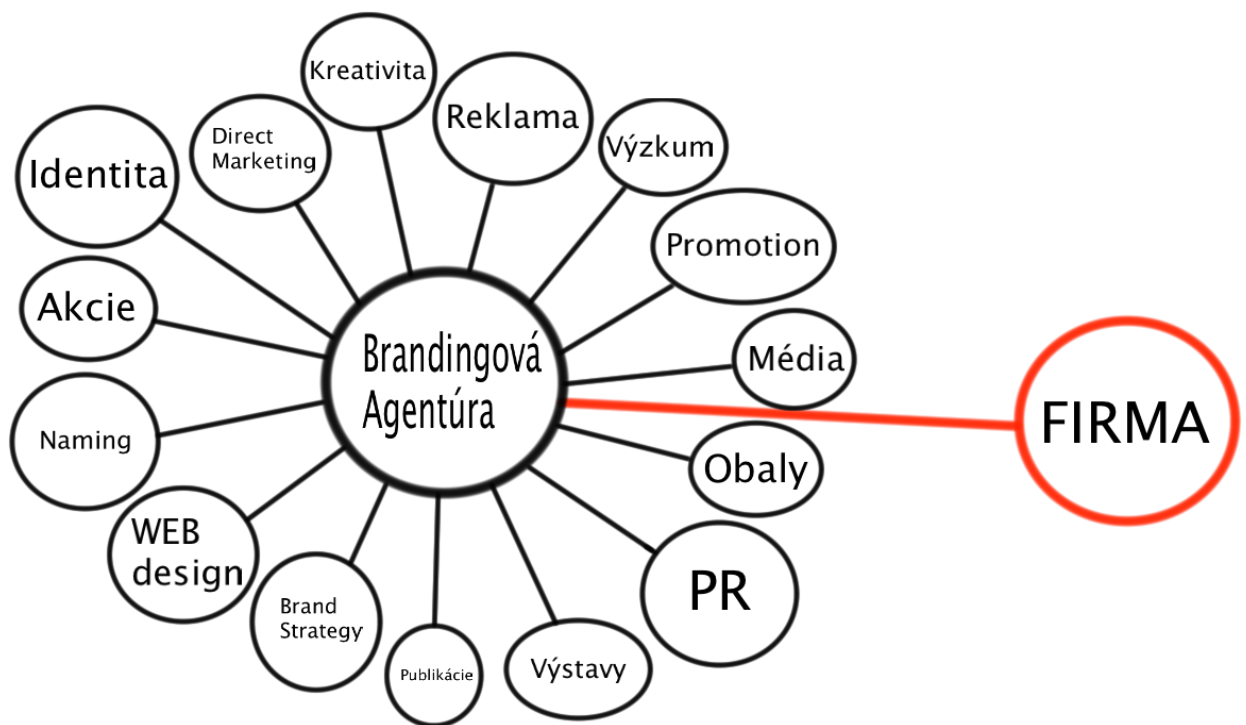 Kreativita
Reklama
Direct
Marketing
Výzkum
Identita
Promotion
Akcie
Brandingová
Agentúra
Média
FIRMA
Naming
Obaly
WEB
design
PR
Brand
Strategy
Publikácie
Výstavy